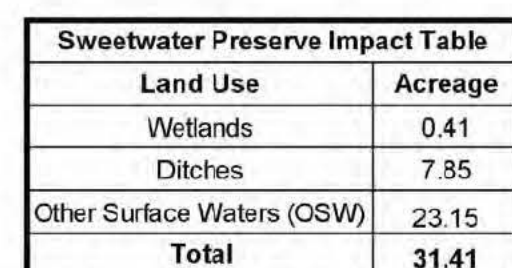 Sweetwater Preserve Impact Table
Land Use Acreage
Wetlands 0.41
Ditches 7.85
Other Surface Waters (OSW) 23.15
Total 31.41